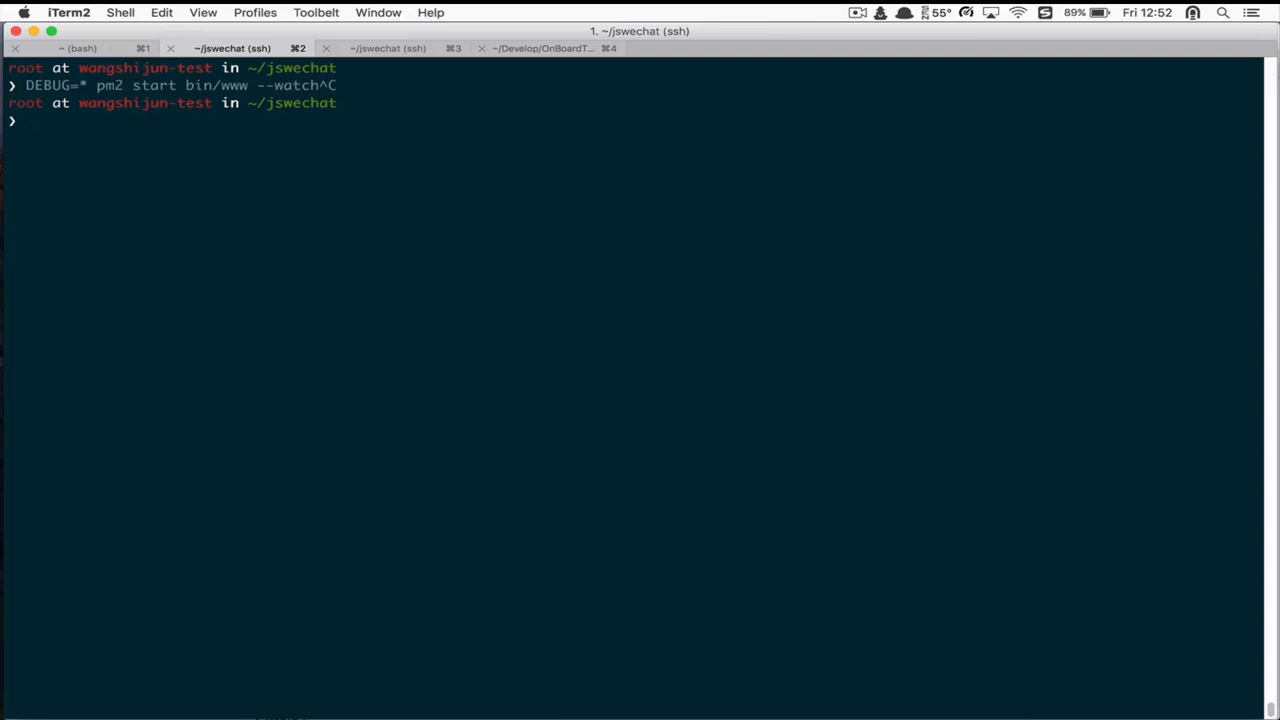 iTerm2 Shell Edit View Profiles Toolbelt Window Help 55° 89% Fri 12:52
1. ~/jswechat (ssh)
~ (bash) ⌘1 ~/jswechat (ssh) ⌘2 ~/jswechat (ssh) ⌘3 ~/Develop/OnBoardT... ⌘4
root at wangshijun-test in ~/jswechat
❯ DEBUG=* pm2 start bin/www --watch^C
root at wangshijun-test in ~/jswechat
❯